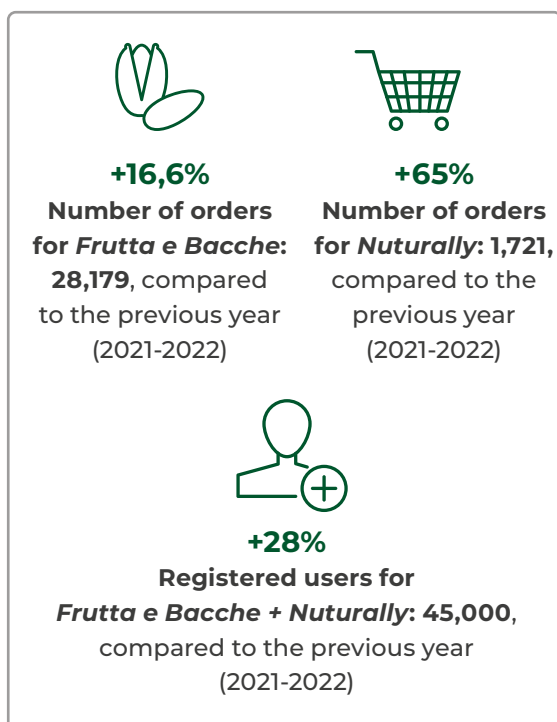 +16,6%
Number of orders
for Frutta e Bacche:
28,179, compared
to the previous year
(2021-2022)
+65%
Number of orders
for Nuturally: 1,721,
compared to the
previous year
(2021-2022)
+28%
Registered users for
Frutta e Bacche + Nuturally: 45,000,
compared to the previous year
(2021-2022)